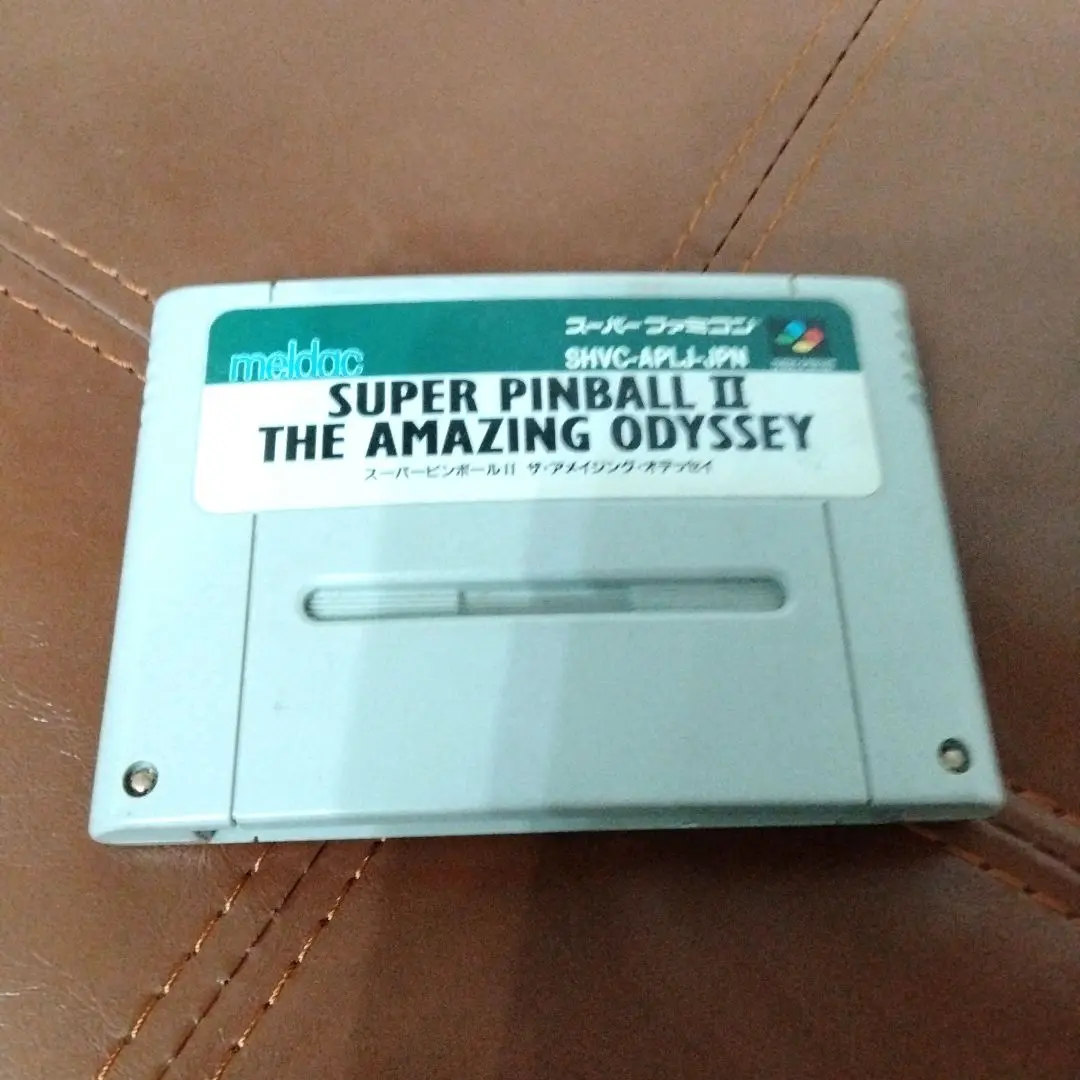 meldac
スーパーファミコン
SHVC-APLJ-JPN
SUPER PINBALL II
THE AMAZING ODYSSEY
スーパーピンボールII ザ・アメイジング・オデッセイ